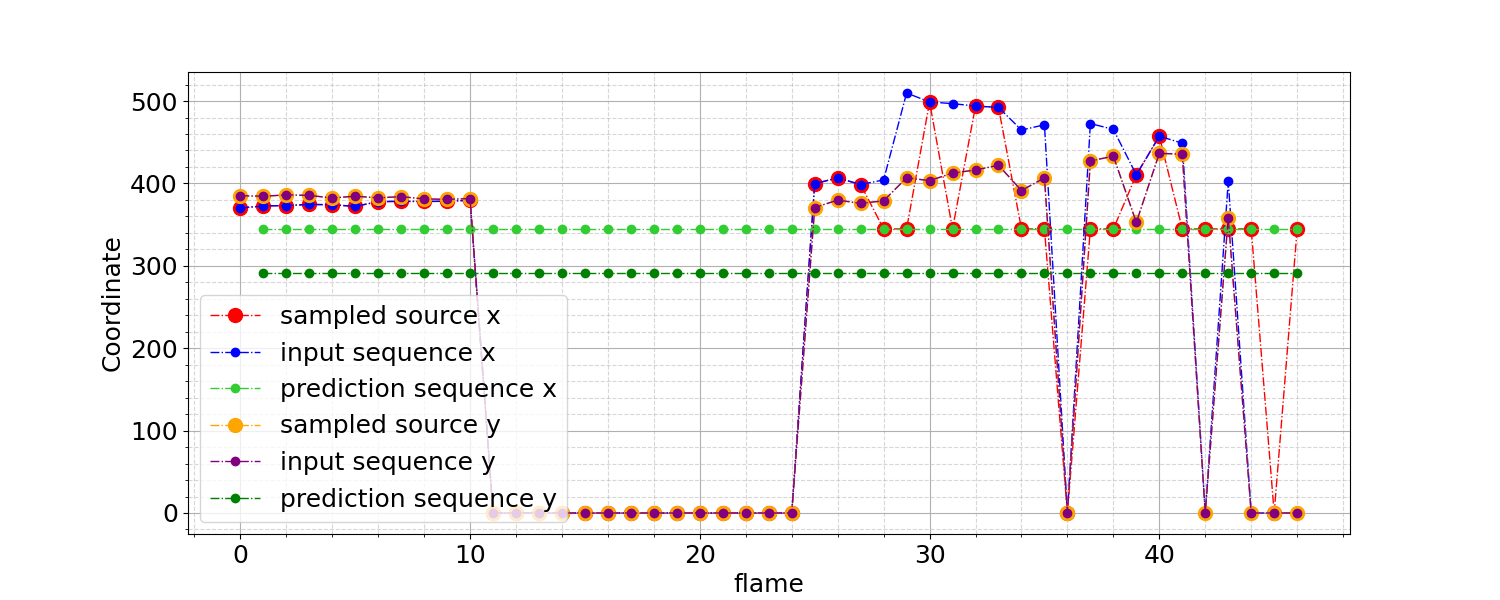 500
400
300
200
100
0
Coordinate
sampled source x
input sequence x
prediction sequence x
sampled source y
input sequence y
prediction sequence y
0 10 20 30 40
flame